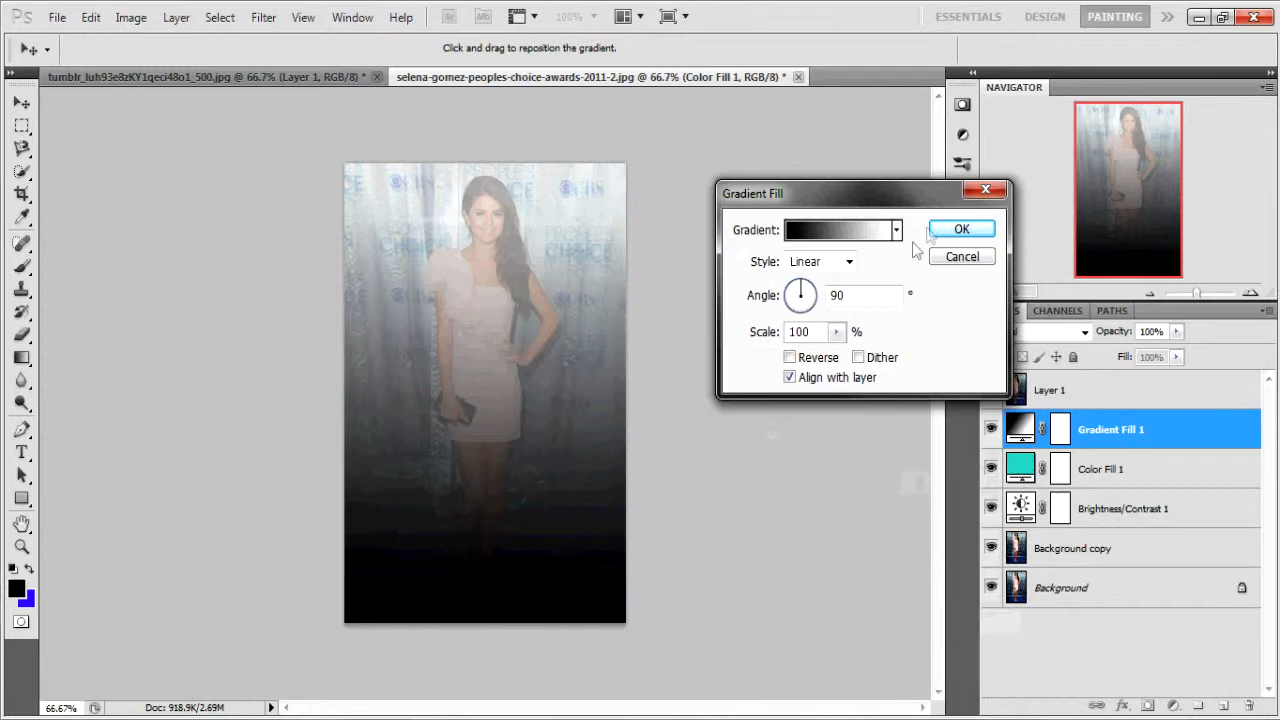 Ps File Edit Image Layer Select Filter View Window Help Br Mb 100% ESSENTIALS DESIGN PAINTING
Click and drag to reposition the gradient.
tumblr_luh93e8zKY1qeci48o1_500.jpg @ 66.7% (Layer 1, RGB/8) * selena-gomez-peoples-choice-awards-2011-2.jpg @ 66.7% (Color Fill 1, RGB/8) *
NAVIGATOR
Gradient Fill
Gradient: OK
Style: Linear Cancel
Angle: 90 °
Scale: 100 %
Reverse Dither
Align with layer
CHANNELS PATHS
Opacity: 100%
Fill: 100%
Layer 1
Gradient Fill 1
Color Fill 1
Brightness/Contrast 1
Background copy
Background
CBS
CBS
66.67% Doc: 918.9K/2.69M